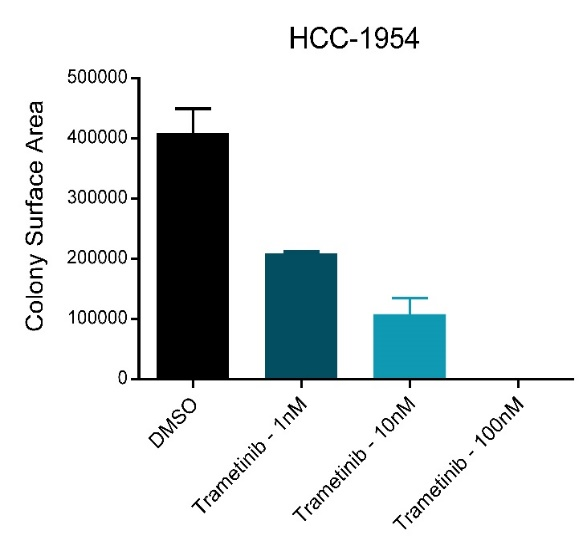 HCC-1954
Colony Surface Area
500000
400000
300000
200000
100000
0
DMSO
Trametinib - 1nM
Trametinib - 10nM
Trametinib - 100nM